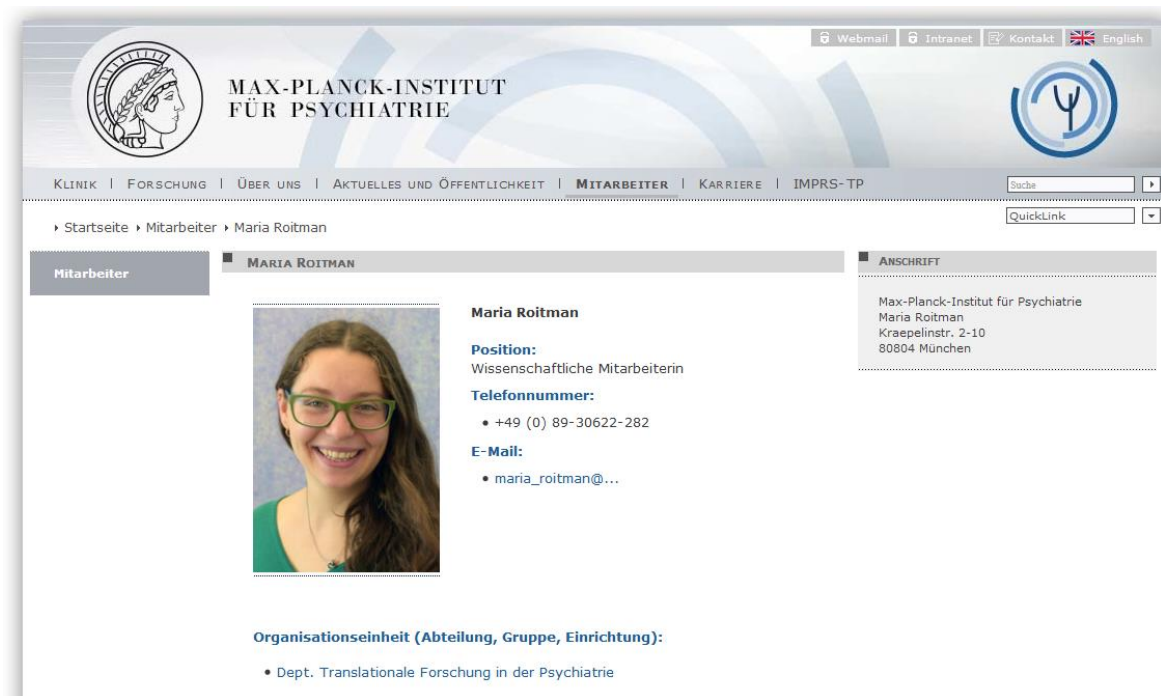 Webmail Intranet Kontakt English
MAX-PLANCK-INSTITUT
FÜR PSYCHIATRIE
KLINIK | FORSCHUNG | ÜBER UNS | AKTUELLES UND ÖFFENTLICHKEIT | MITARBEITER | KARRIERE | IMPRS-TP
Suche
QuickLink
Startseite Mitarbeiter Maria Roitman
Mitarbeiter
MARIA ROITMAN
Maria Roitman
Position:
Wissenschaftliche Mitarbeiterin
Telefonnummer:
• +49 (0) 89-30622-282
E-Mail:
• maria_roitman@...
Organisationseinheit (Abteilung, Gruppe, Einrichtung):
• Dept. Translationale Forschung in der Psychiatrie
ANSCHRIFT
Max-Planck-Institut für Psychiatrie
Maria Roitman
Kraepelinstr. 2-10
80804 München